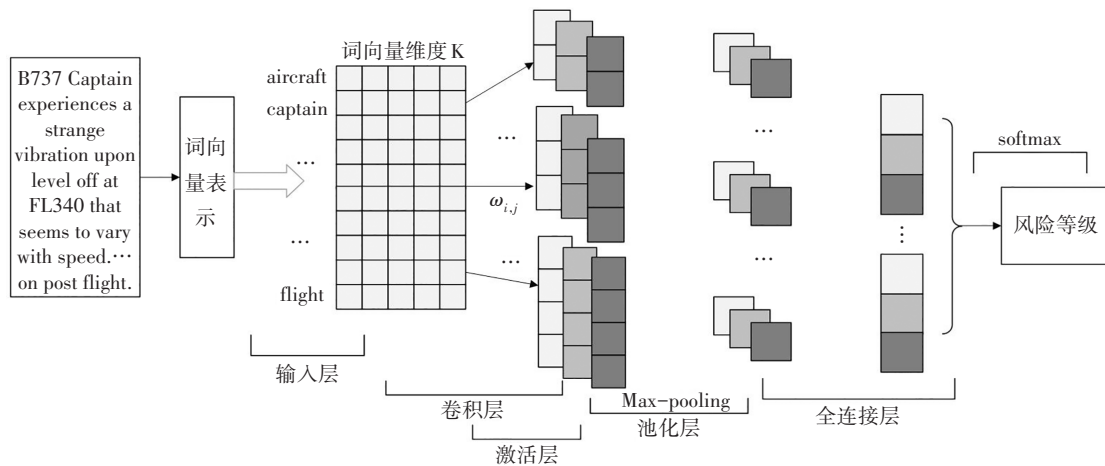 B737 Captain
experiences a
strange
vibration upon
level off at
FL340 that
seems to vary
with speed.…
on post flight.
词向
量表
示
词向量维度K
aircraft
captain
…
…
flight
…
ω_{i,j}
…
…
…
⋮
softmax
风险等级
输入层
卷积层
激活层
Max-pooling
池化层
全连接层